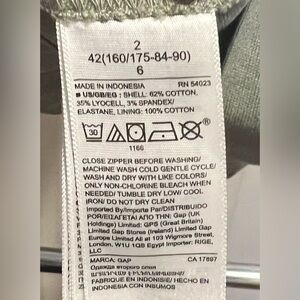 2
42(160/175-84-90)
6
MADE IN INDONESIA RN 54023
■ US/GB/EG : SHELL: 62% COTTON,
35% LYOCELL, 3% SPANDEX/
ELASTANE, LINING: 100% COTTON
30
1166
CLOSE ZIPPER BEFORE WASHING/
MACHINE WASH COLD GENTLE CYCLE/
WASH AND DRY WITH LIKE COLORS/
ONLY NON-CHLORINE BLEACH WHEN
NEEDED/ TUMBLE DRY LOW/ COOL
IRON/ DO NOT DRY CLEAN
Imported By/Importe Par/DISTRIBUIDO
POR/ΕΙΣΑΓΕΤΑΙ ΑΠΟ ΤΗΝ: Gap (UK
Holdings) Limited: GPS (Great Britain)
Limited Gap Stores (Ireland) Limited Gap
Europe Limited All at 103 Wigmore Street,
London, W1U 1QS Egypt Importer: RIGE,
LLC
MARCA: GAP CA 17897
Одежда второго слоя
FABRIQUÉ EN INDONÉSIE
HECHO EN INDONESIA